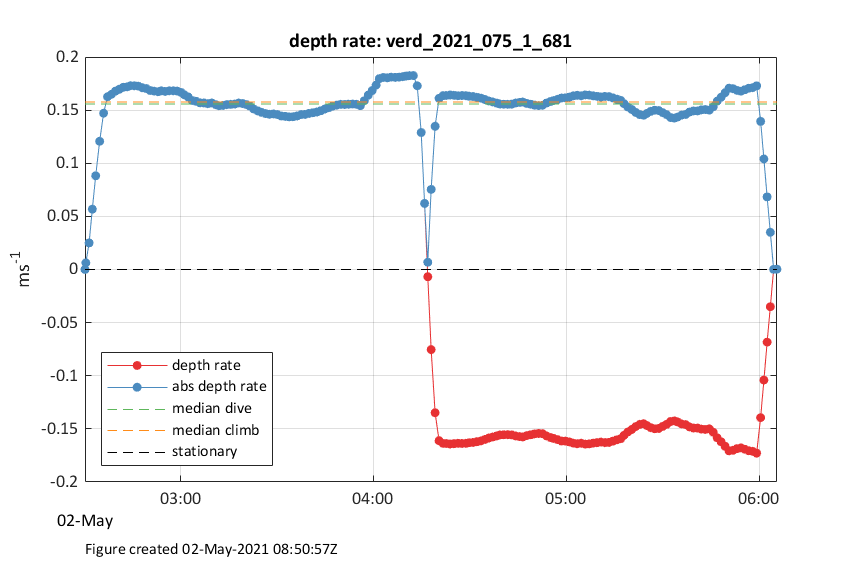 depth rate: verd_2021_075_1_681
0.2
0.15
0.1
0.05
0
-0.05
-0.1
-0.15
-0.2
ms-1
depth rate
abs depth rate
median dive
median climb
stationary
03:00 04:00 05:00 06:00
02-May
Figure created 02-May-2021 08:50:57Z